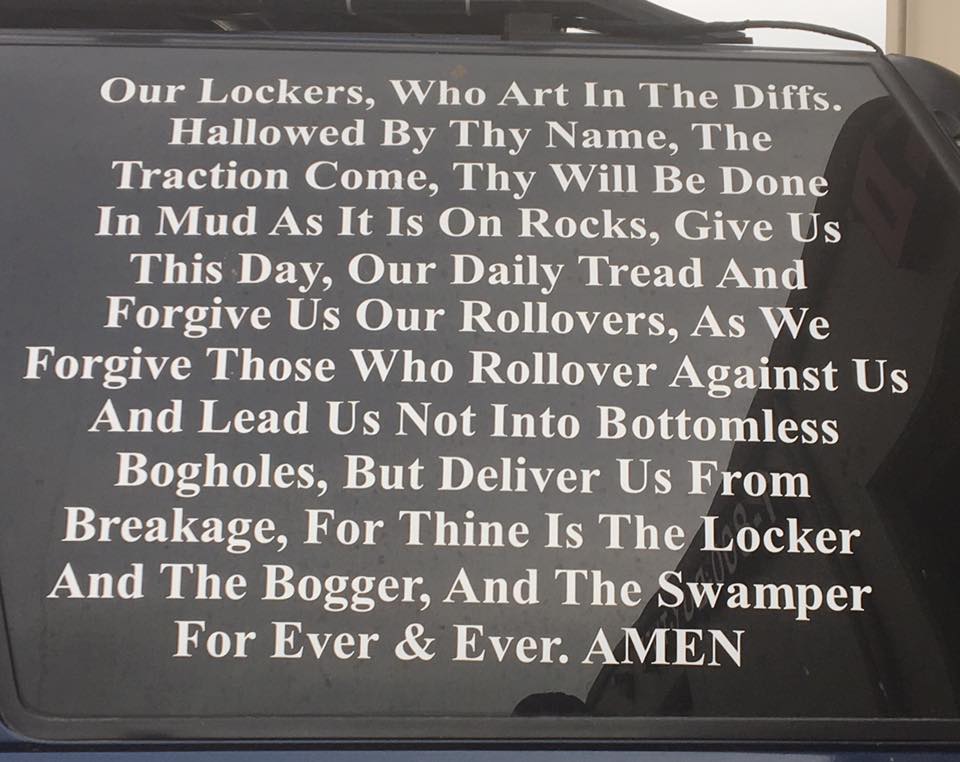 Our Lockers, Who Art In The Diffs.
Hallowed By Thy Name, The
Traction Come, Thy Will Be Done
In Mud As It Is On Rocks, Give Us
This Day, Our Daily Tread And
Forgive Us Our Rollovers, As We
Forgive Those Who Rollover Against Us
And Lead Us Not Into Bottomless
Bogholes, But Deliver Us From
Breakage, For Thine Is The Locker
And The Bogger, And The Swamper
For Ever & Ever. AMEN